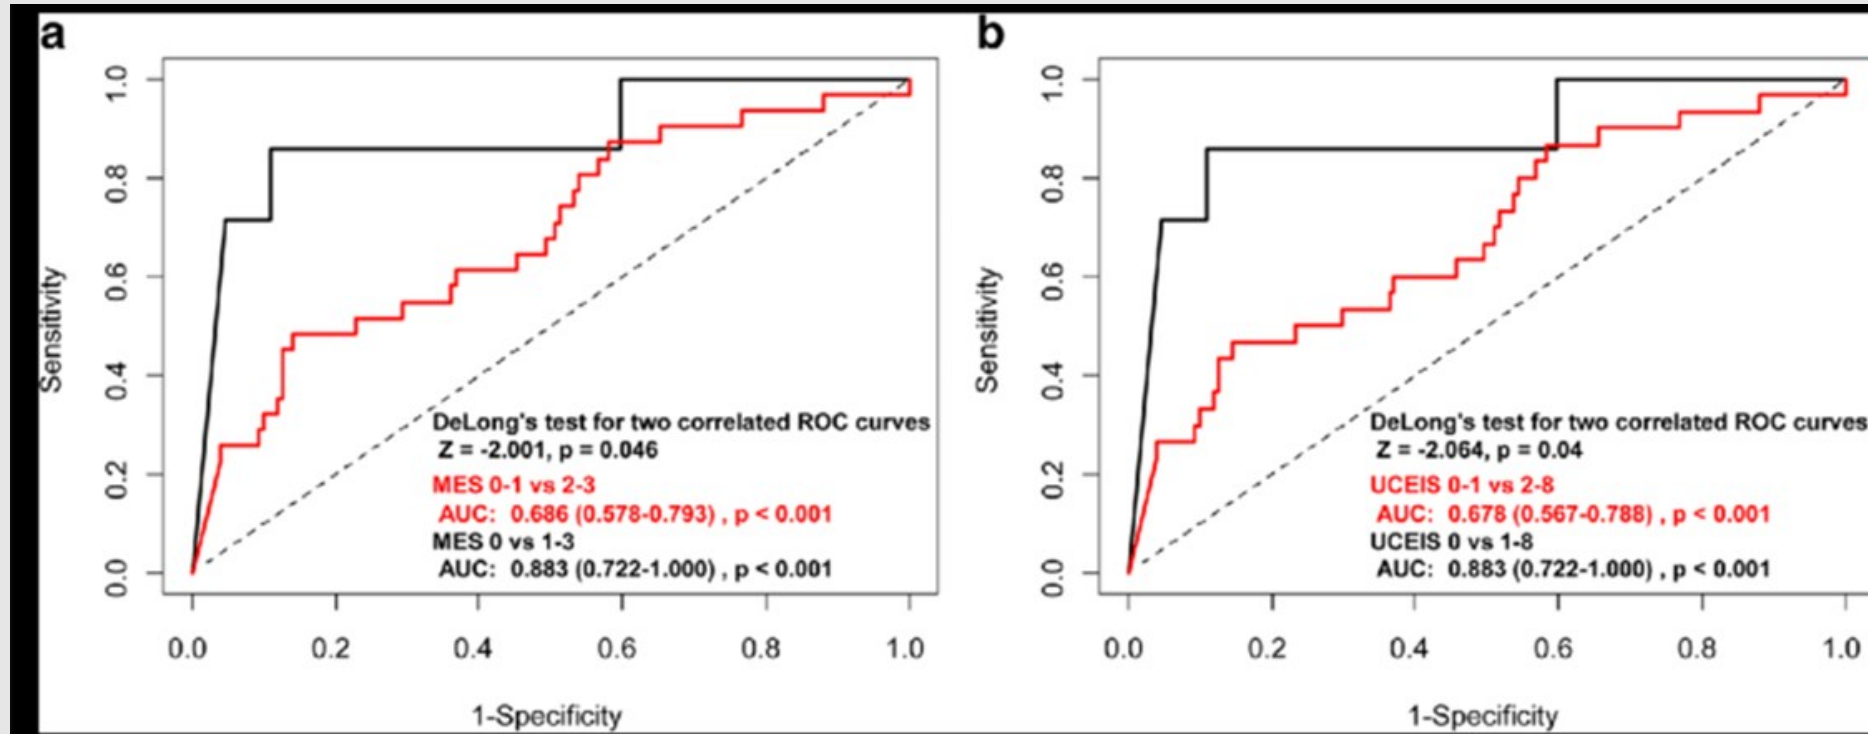 a
1.0
0.8
0.6
0.4
0.2
0.0
Sensitivity
DeLong's test for two correlated ROC curves
Z = -2.001, p = 0.046
MES 0-1 vs 2-3
AUC: 0.686 (0.578-0.793) , p < 0.001
MES 0 vs 1-3
AUC: 0.883 (0.722-1.000) , p < 0.001
0.0 0.2 0.4 0.6 0.8 1.0
1-Specificity
b
1.0
0.8
0.6
0.4
0.2
0.0
Sensitivity
DeLong's test for two correlated ROC curves
Z = -2.064, p = 0.04
UCEIS 0-1 vs 2-8
AUC: 0.678 (0.567-0.788) , p < 0.001
UCEIS 0 vs 1-8
AUC: 0.883 (0.722-1.000) , p < 0.001
0.0 0.2 0.4 0.6 0.8 1.0
1-Specificity